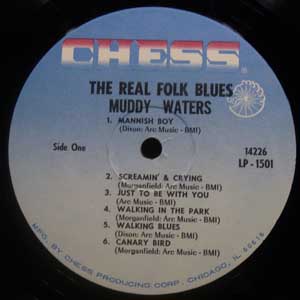 CHESS®
THE REAL FOLK BLUES
MUDDY WATERS
1. MANNISH BOY
(Dixon: Arc Music - BMI)
Side One
14226
LP - 1501
2. SCREAMIN' & CRYING
(Morganfield: Arc Music - BMI)
3. JUST TO BE WITH YOU
(Arc Music - BMI)
4. WALKING IN THE PARK
(Morganfield: Arc Music - BMI)
5. WALKING BLUES
(Dixon: Arc Music - BMI)
6. CANARY BIRD
(Morganfield: Arc Music - BMI)
MFG. BY CHESS PRODUCING CORP., CHICAGO, IL 60616